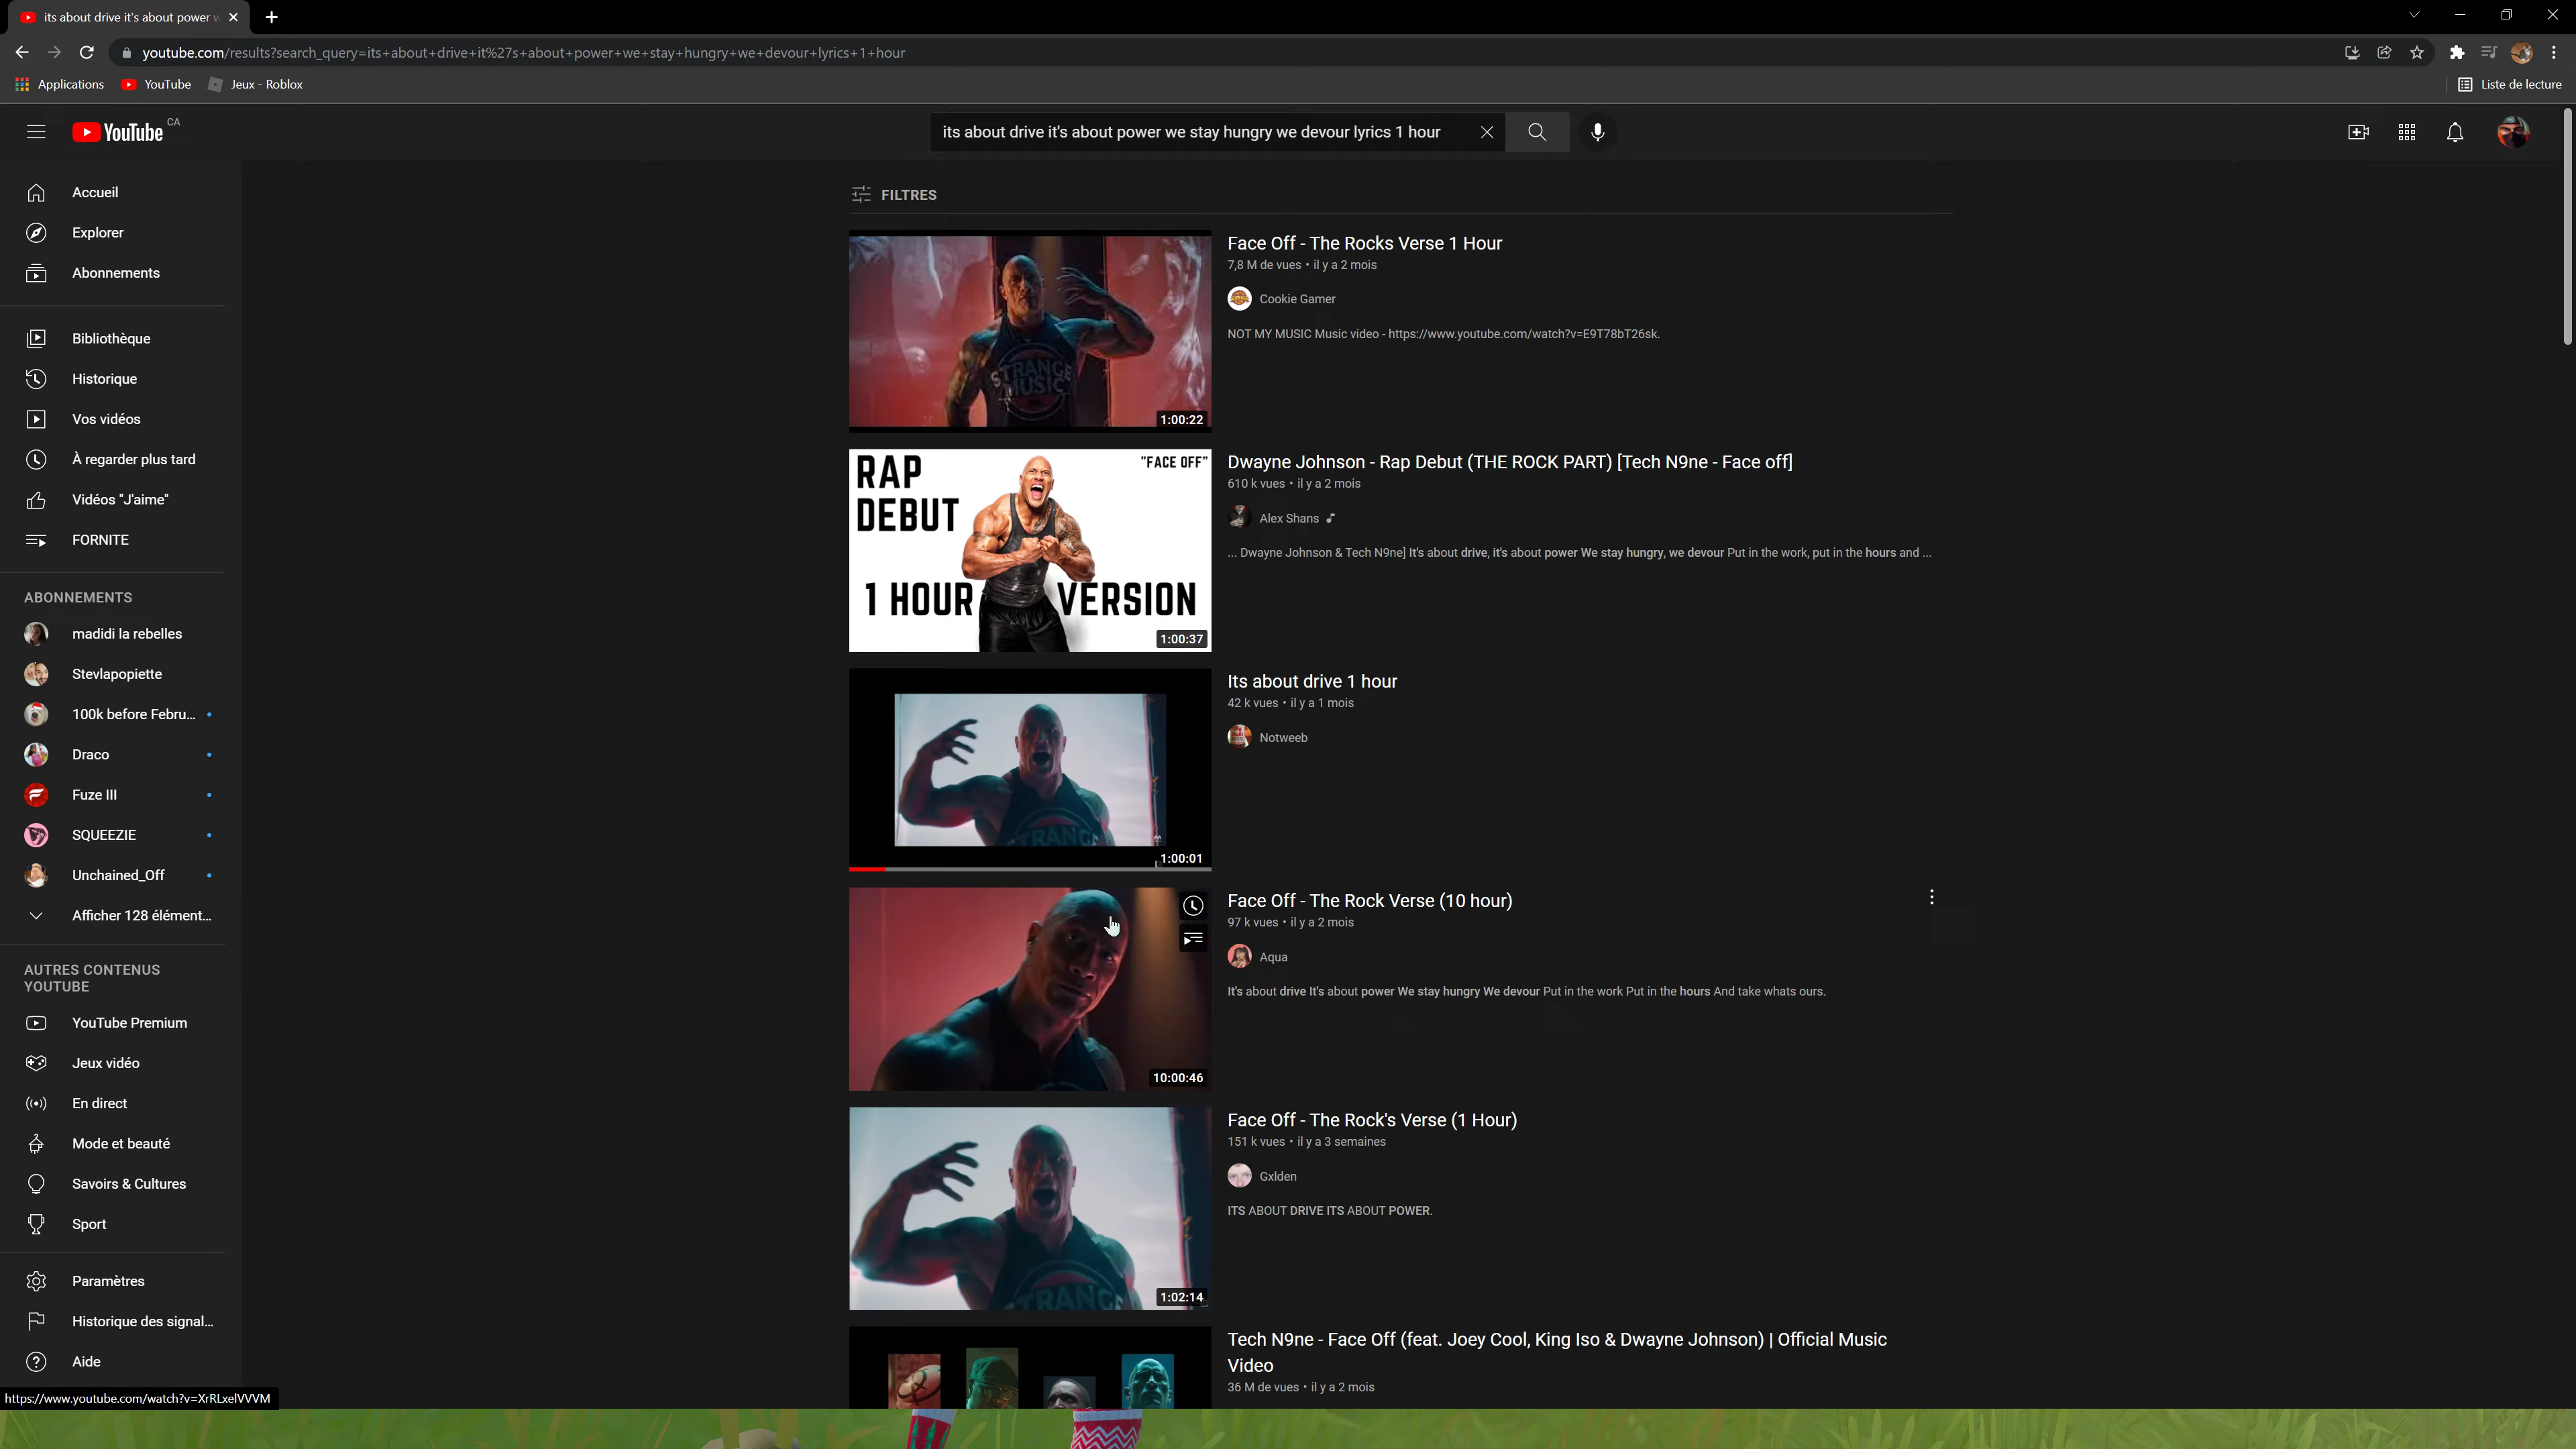 its about drive it's about power w
youtube.com/results?search_query=its+about+drive+it%27s+about+power+we+stay+hungry+we+devour+lyrics+1+hour
Applications YouTube Jeux - Roblox Liste de lecture
YouTube CA
its about drive it's about power we stay hungry we devour lyrics 1 hour
Accueil
Explorer
Abonnements
Bibliothèque
Historique
Vos vidéos
À regarder plus tard
Vidéos "J'aime"
FORNITE
ABONNEMENTS
madidi la rebelles
Stevlapopiette
100k before Febru...
Draco
Fuze III
SQUEEZIE
Unchained_Off
Afficher 128 élément...
AUTRES CONTENUS
YOUTUBE
YouTube Premium
Jeux vidéo
En direct
Mode et beauté
Savoirs & Cultures
Sport
Paramètres
Historique des signal...
Aide
https://www.youtube.com/watch?v=XrRLxelVVVM
FILTRES
STRANGE
MUSIC
1:00:22
Face Off - The Rocks Verse 1 Hour
7,8 M de vues • il y a 2 mois
Cookie Gamer
NOT MY MUSIC Music video - https://www.youtube.com/watch?v=E9T78bT26sk.
RAP
DEBUT
"FACE OFF"
1 HOUR VERSION
1:00:37
Dwayne Johnson - Rap Debut (THE ROCK PART) [Tech N9ne - Face off]
610 k vues • il y a 2 mois
Alex Shans
... Dwayne Johnson & Tech N9ne] It's about drive, it's about power We stay hungry, we devour Put in the work, put in the hours and ...
STRANG
1:00:01
Its about drive 1 hour
42 k vues • il y a 1 mois
Notweeb
10:00:46
Face Off - The Rock Verse (10 hour)
97 k vues • il y a 2 mois
Aqua
It's about drive It's about power We stay hungry We devour Put in the work Put in the hours And take whats ours.
TRANG
1:02:14
Face Off - The Rock's Verse (1 Hour)
151 k vues • il y a 3 semaines
Gxlden
ITS ABOUT DRIVE ITS ABOUT POWER.
Tech N9ne - Face Off (feat. Joey Cool, King Iso & Dwayne Johnson) | Official Music
Video
36 M de vues • il y a 2 mois